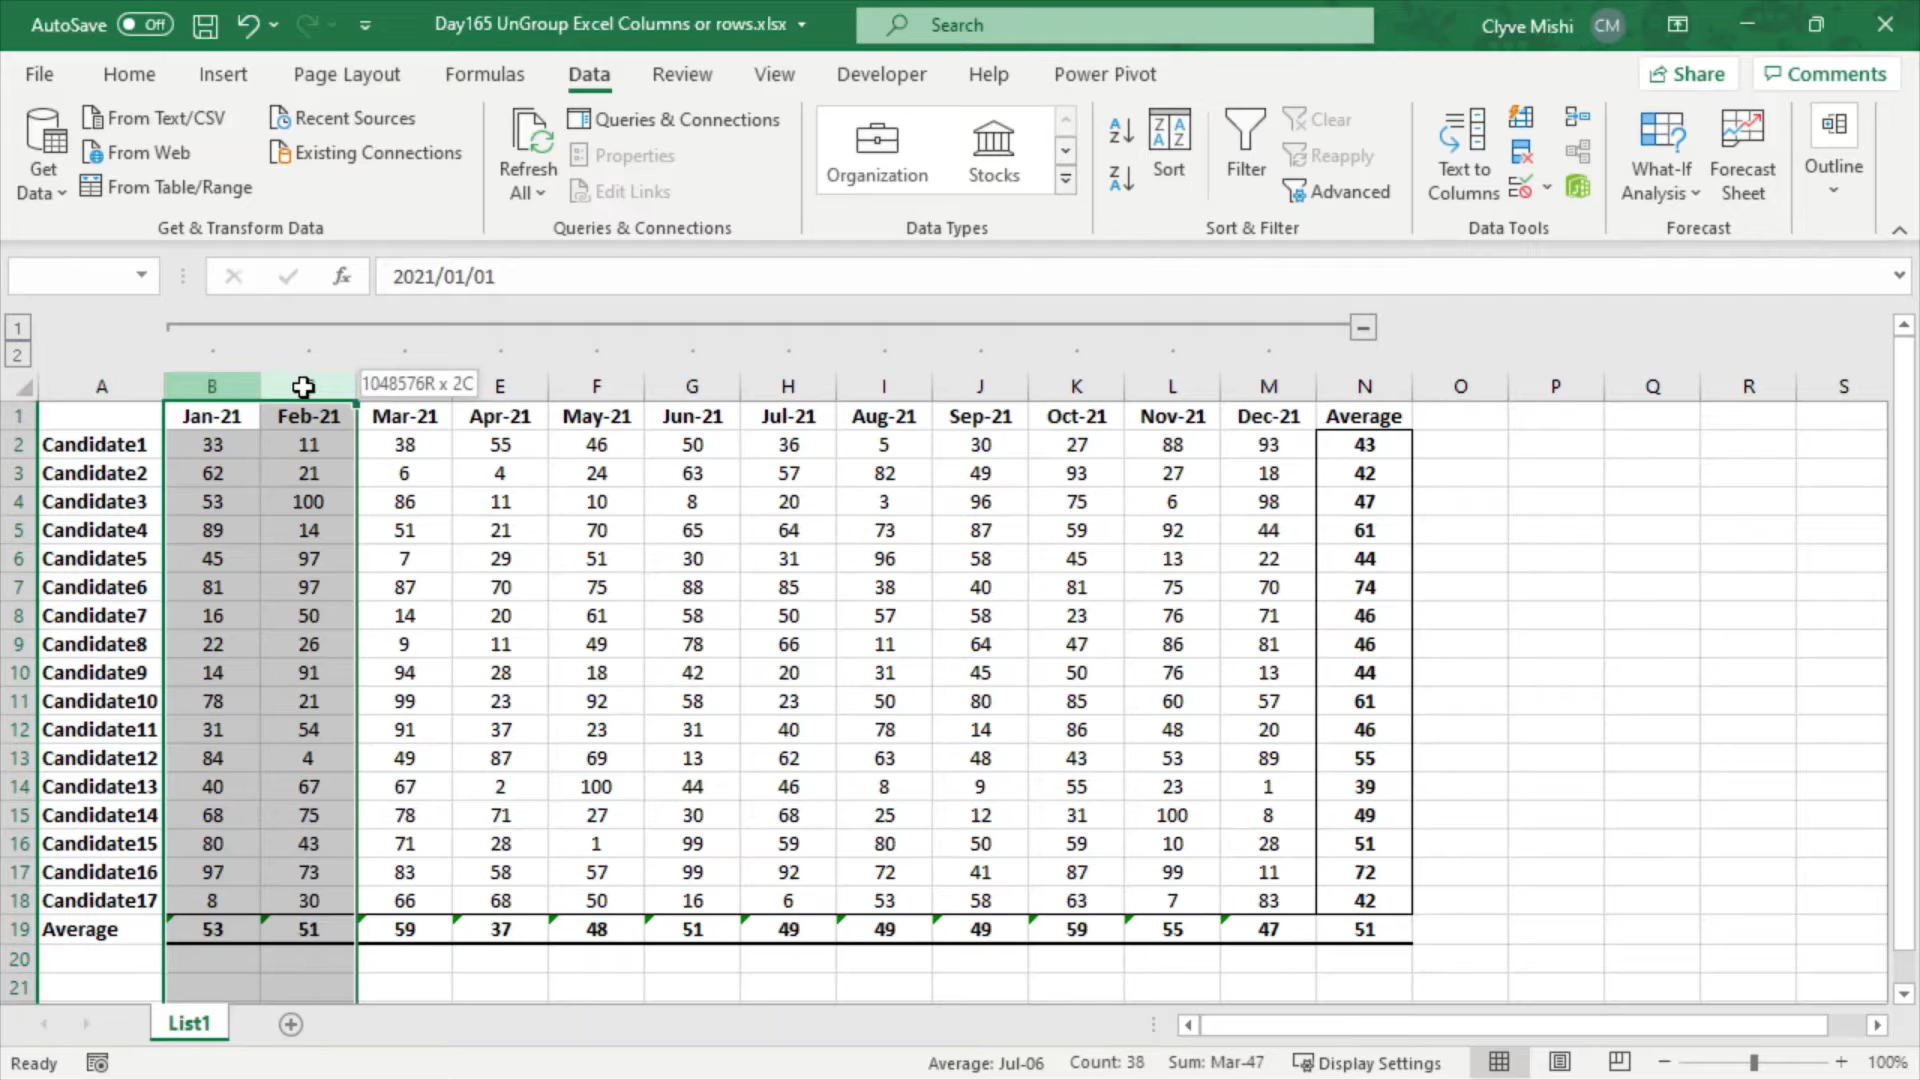 AutoSave Off Day165 UnGroup Excel Columns or rows.xlsx Search Clyve Mishi CM
File Home Insert Page Layout Formulas Data Review View Developer Help Power Pivot Share Comments
Get Data
From Text/CSV
From Web
From Table/Range
Recent Sources
Existing Connections
Get & Transform Data
Refresh All
Queries & Connections
Properties
Edit Links
Queries & Connections
Organization Stocks
Data Types
Sort
Filter
Clear
Reapply
Advanced
Sort & Filter
Text to Columns
Data Tools
What-If Analysis
Forecast Sheet
Forecast
Outline
fx 2021/01/01
1
2
A B 1048576R x 2C E F G H I J K L M N O P Q R S
1 Jan-21 Feb-21 Mar-21 Apr-21 May-21 Jun-21 Jul-21 Aug-21 Sep-21 Oct-21 Nov-21 Dec-21 Average
2 Candidate1 33 11 38 55 46 50 36 5 30 27 88 93 43
3 Candidate2 62 21 6 4 24 63 57 82 49 93 27 18 42
4 Candidate3 53 100 86 11 10 8 20 3 96 75 6 98 47
5 Candidate4 89 14 51 21 70 65 64 73 87 59 92 44 61
6 Candidate5 45 97 7 29 51 30 31 96 58 45 13 22 44
7 Candidate6 81 97 87 70 75 88 85 38 40 81 75 70 74
8 Candidate7 16 50 14 20 61 58 50 57 58 23 76 71 46
9 Candidate8 22 26 9 11 49 78 66 11 64 47 86 81 46
10 Candidate9 14 91 94 28 18 42 20 31 45 50 76 13 44
11 Candidate10 78 21 99 23 92 58 23 50 80 85 60 57 61
12 Candidate11 31 54 91 37 23 31 40 78 14 86 48 20 46
13 Candidate12 84 4 49 87 69 13 62 63 48 43 53 89 55
14 Candidate13 40 67 67 2 100 44 46 8 9 55 23 1 39
15 Candidate14 68 75 78 71 27 30 68 25 12 31 100 8 49
16 Candidate15 80 43 71 28 1 99 59 80 50 59 10 28 51
17 Candidate16 97 73 83 58 57 99 92 72 41 87 99 11 72
18 Candidate17 8 30 66 68 50 16 6 53 58 63 7 83 42
19 Average 53 51 59 37 48 51 49 49 49 59 55 47 51
20
21
List1
Ready Average: Jul-06 Count: 38 Sum: Mar-47 Display Settings 100%